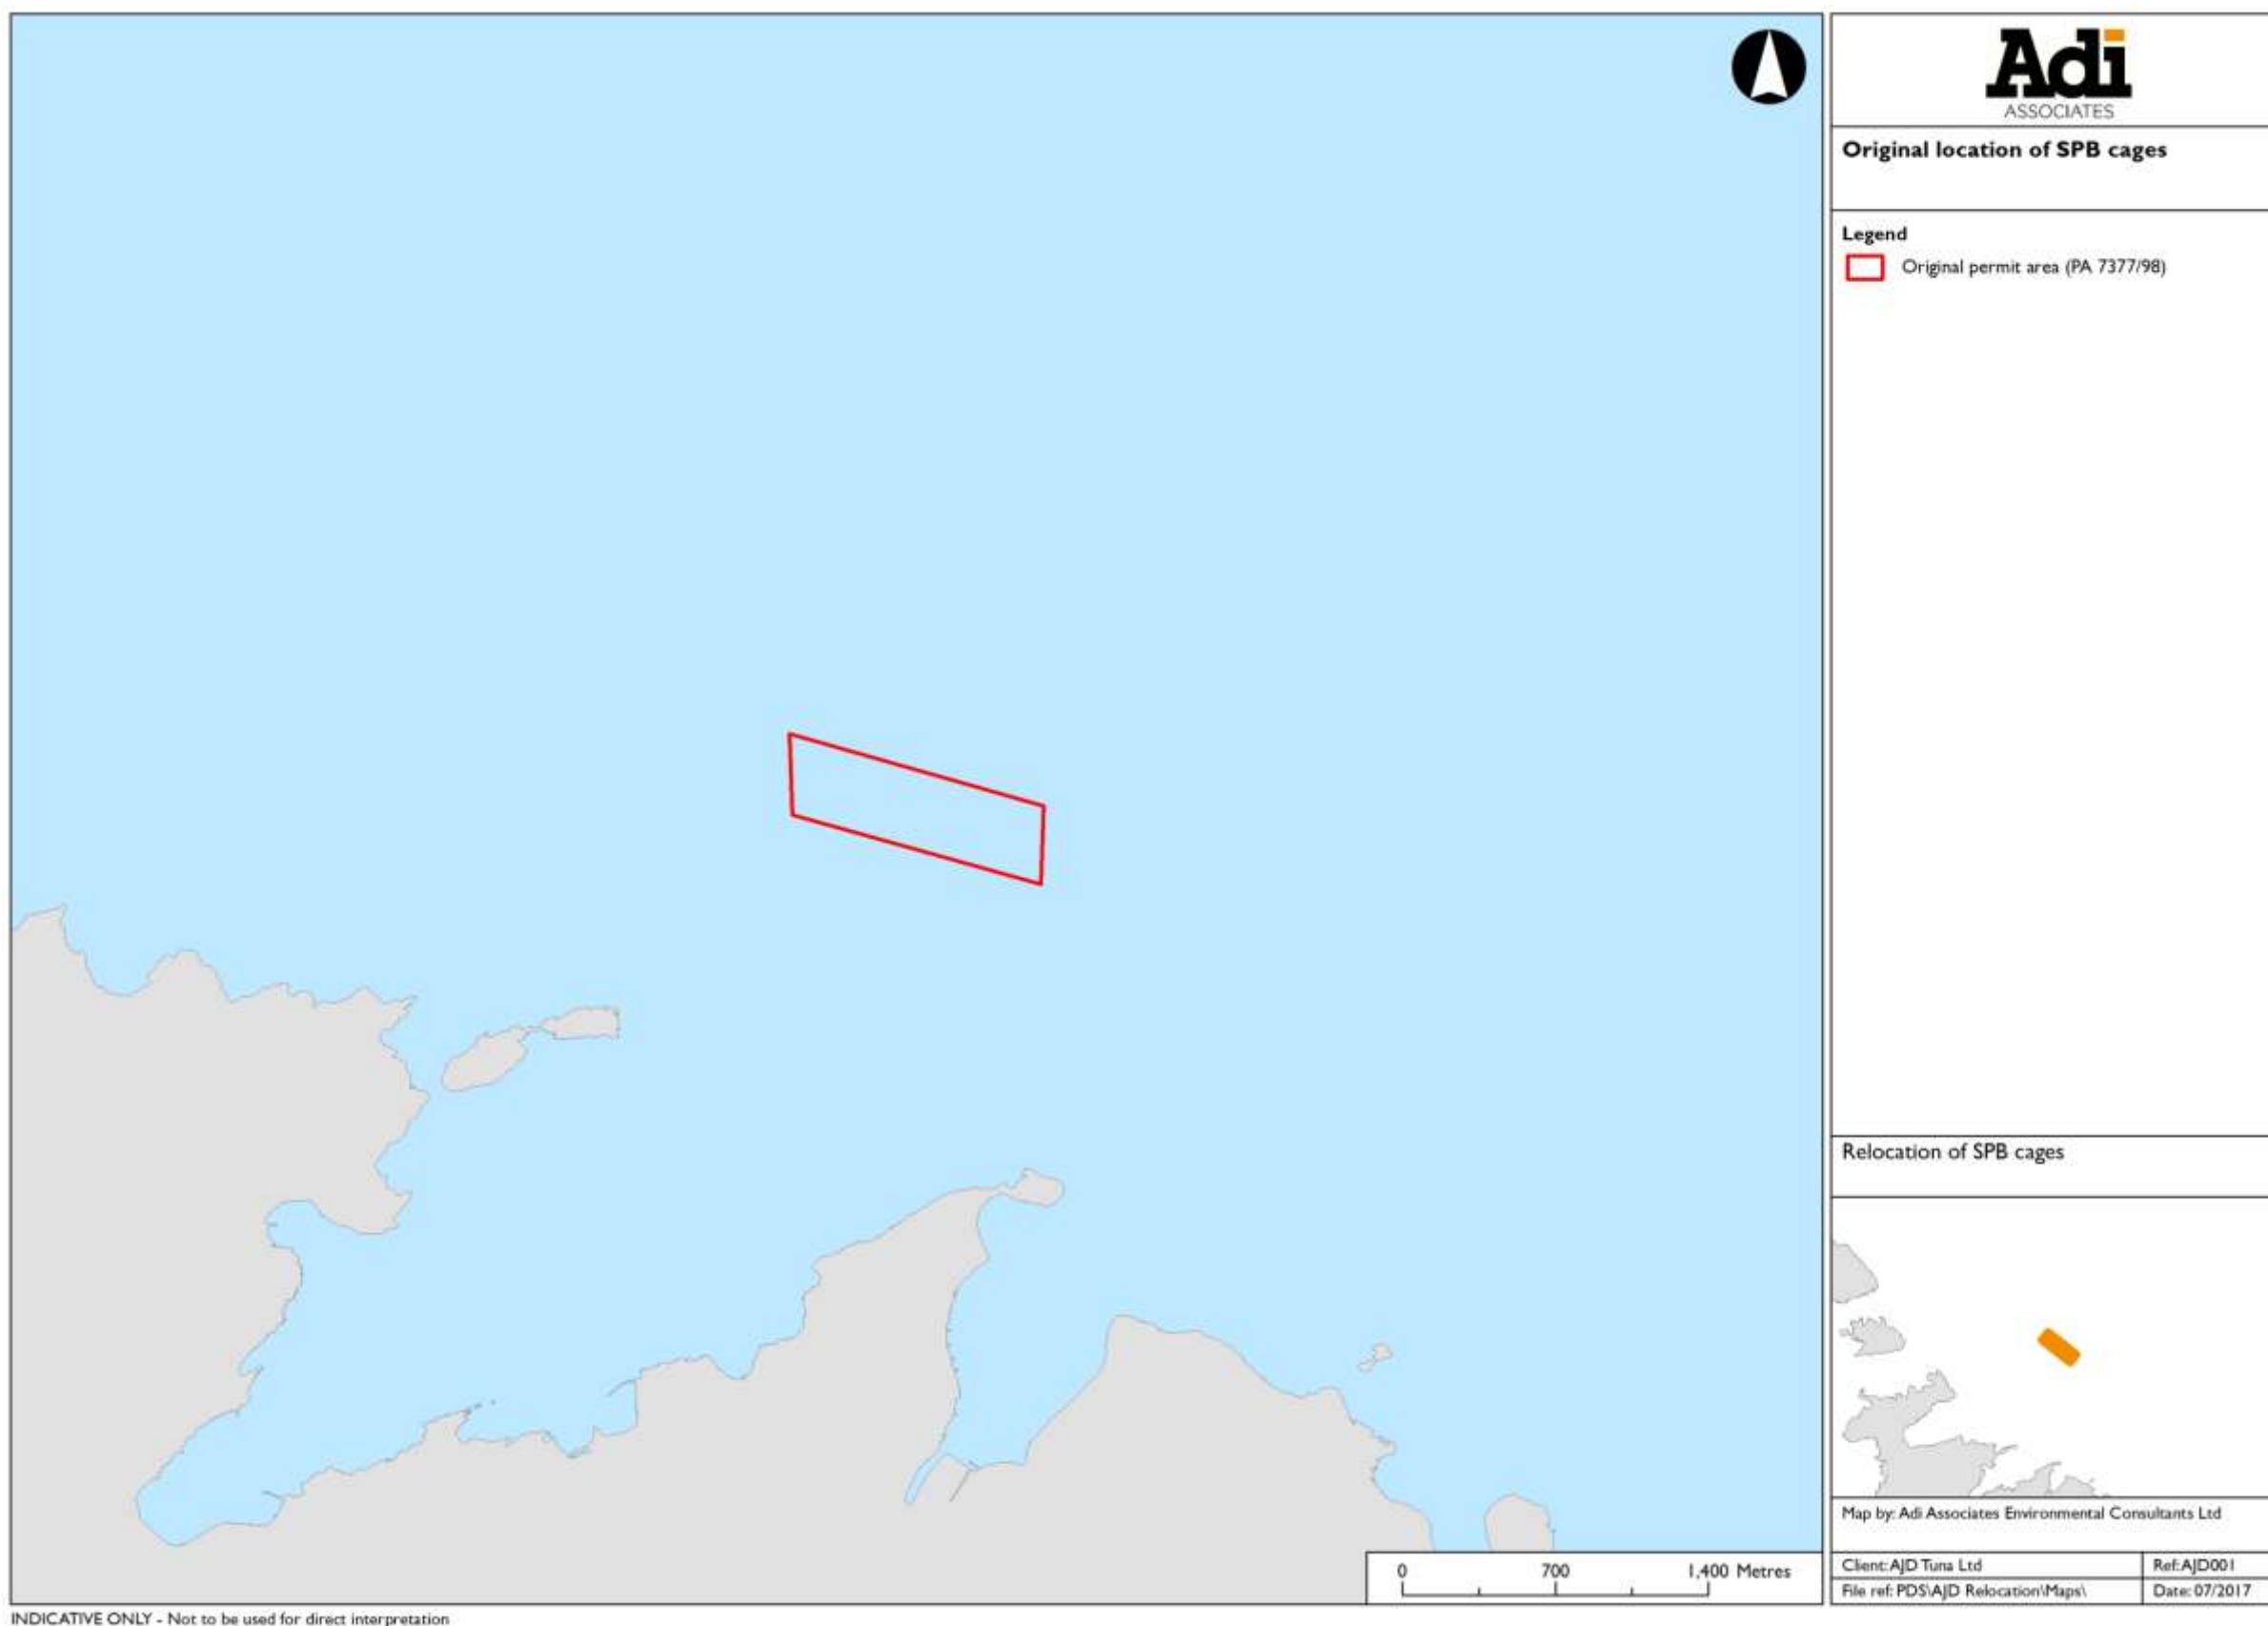 Adi
ASSOCIATES
Original location of SPB cages
Legend
Original permit area (PA 7377/98)
Relocation of SPB cages
Map by: Adi Associates Environmental Consultants Ltd
Client: AJD Tuna Ltd
Ref: AJD001
File ref: PDS\AJD Relocation\Maps\
Date: 07/2017
0 700 1,400 Metres
INDICATIVE ONLY - Not to be used for direct interpretation